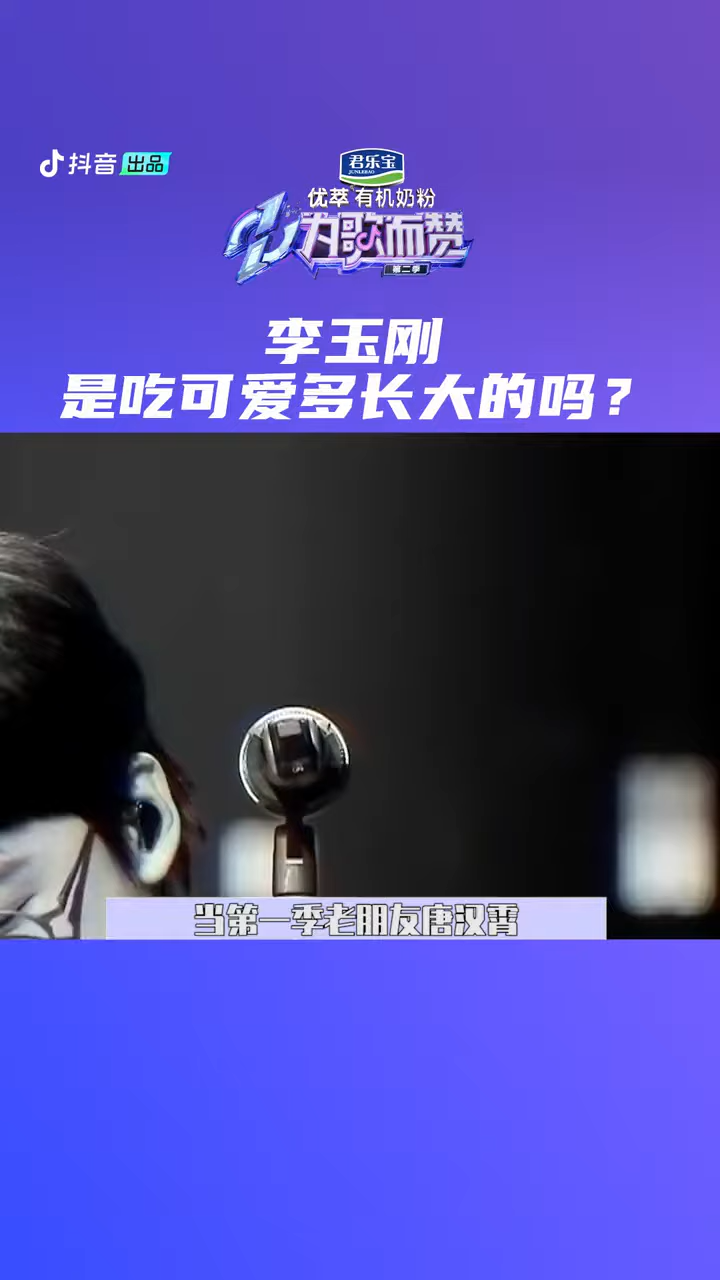 抖音 出品
君乐宝
JUNLEBAO
优萃 有机奶粉
为歌而赞
第二季
李玉刚
是吃可爱多长大的吗？
当第一季老朋友唐汉霄